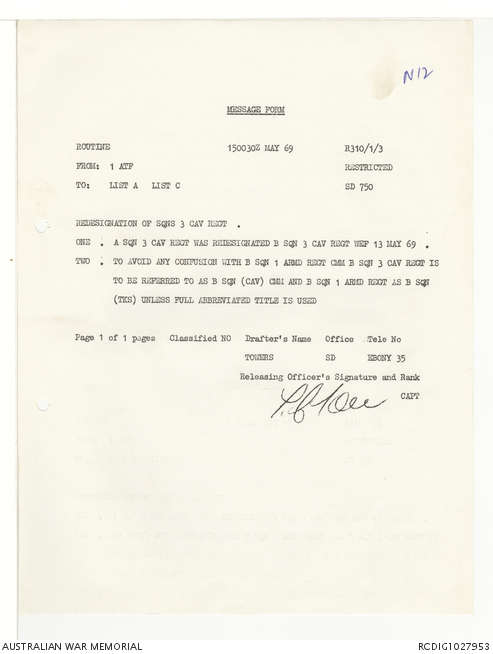 N12
MESSAGE FORM
ROUTINE 150030Z MAY 69 R310/1/3
FROM: 1 ATF RESTRICTED
TO: LIST A LIST C SD 750
REDESIGNATION OF SQNS 3 CAV REGT .
ONE . A SQN 3 CAV REGT WAS REDESIGNATED B SQN 3 CAV REGT WEF 13 MAY 69 .
TWO . TO AVOID ANY CONFUSION WITH B SQN 1 ARMD REGT CMM B SQN 3 CAV REGT IS
TO BE REFERRED TO AS B SQN (CAV) CMM AND B SQN 1 ARMD REGT AS B SQN
(TKS) UNLESS FULL ABBREVIATED TITLE IS USED
Page 1 of 1 pages Classified NO Drafter's Name Office Tele No
TOWERS SD EBONY 35
Releasing Officer's Signature and Rank
CAPT
AUSTRALIAN WAR MEMORIAL RCDIG1027953